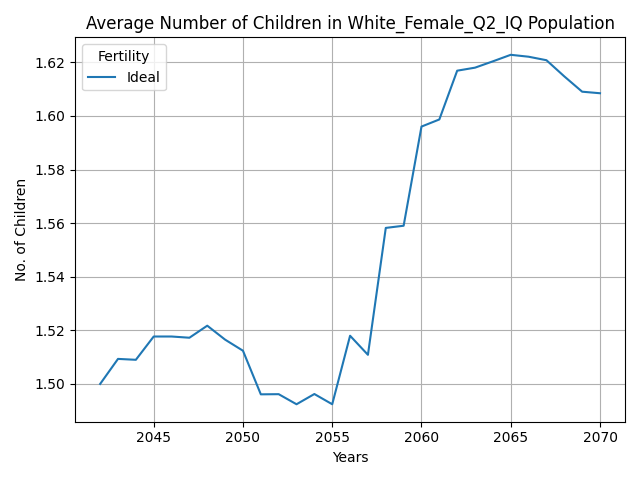 Average Number of Children in White_Female_Q2_IQ Population
Fertility
Ideal
1.62
1.60
1.58
1.56
1.54
1.52
1.50
No. of Children
2045
2050
2055
2060
2065
2070
Years